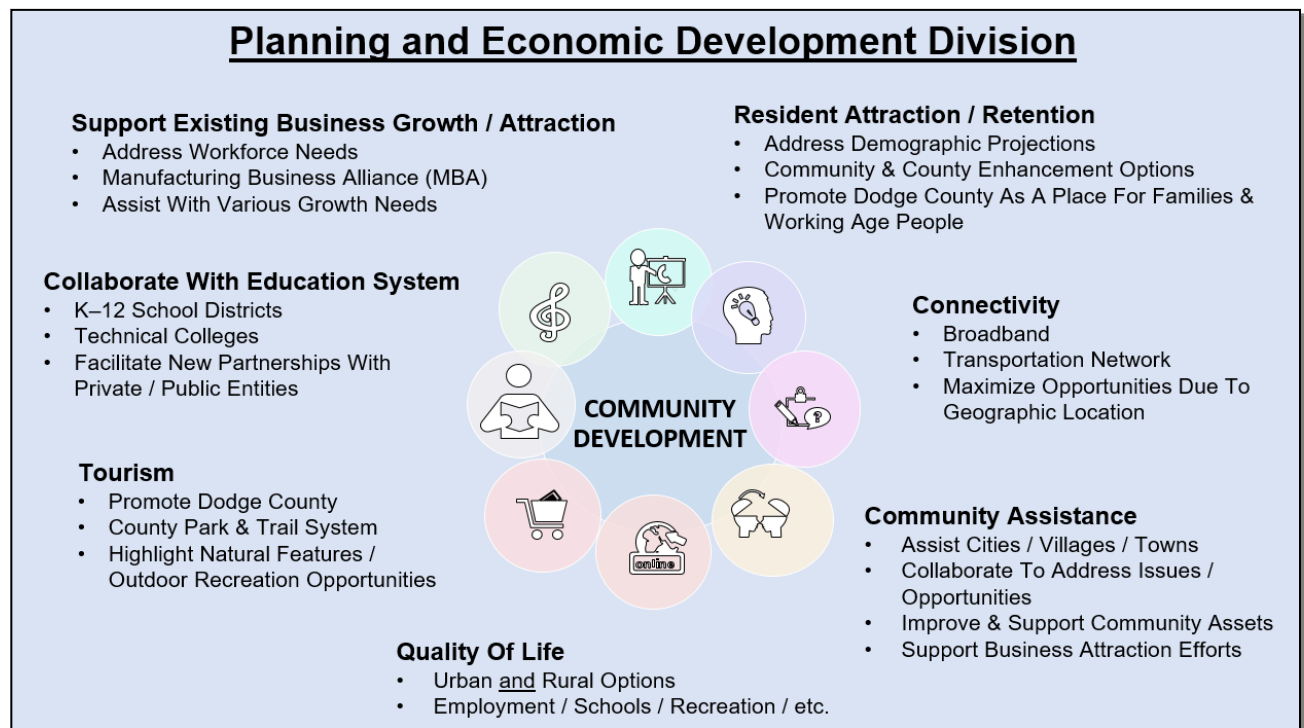 Planning and Economic Development Division
Support Existing Business Growth / Attraction
• Address Workforce Needs
• Manufacturing Business Alliance (MBA)
• Assist With Various Growth Needs
Resident Attraction / Retention
• Address Demographic Projections
• Community & County Enhancement Options
• Promote Dodge County As A Place For Families &
Working Age People
Collaborate With Education System
• K–12 School Districts
• Technical Colleges
• Facilitate New Partnerships With
Private / Public Entities
Connectivity
• Broadband
• Transportation Network
• Maximize Opportunities Due To
Geographic Location
COMMUNITY
DEVELOPMENT
?
online
Tourism
• Promote Dodge County
• County Park & Trail System
• Highlight Natural Features /
Outdoor Recreation Opportunities
Community Assistance
• Assist Cities / Villages / Towns
• Collaborate To Address Issues /
Opportunities
• Improve & Support Community Assets
• Support Business Attraction Efforts
Quality Of Life
• Urban and Rural Options
• Employment / Schools / Recreation / etc.